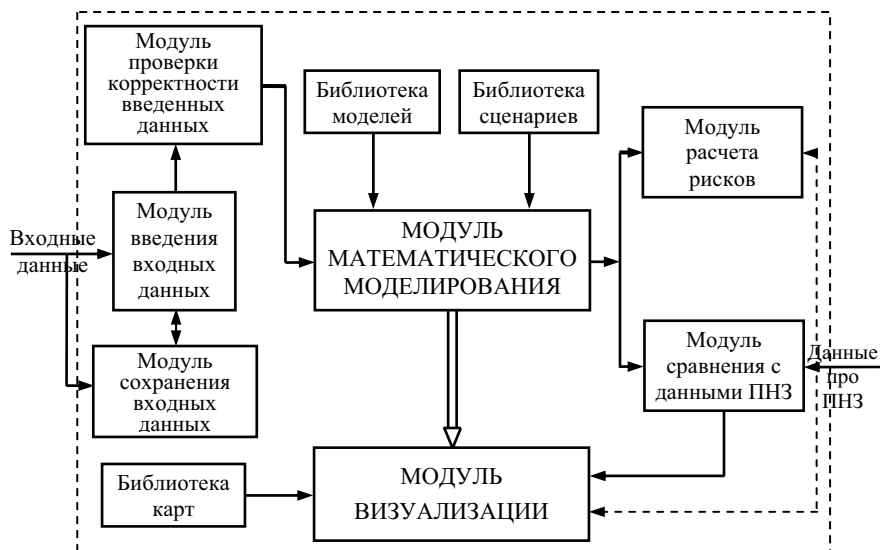 Модуль
проверки
корректности
введенных
данных
Библиотека
моделей
Библиотека
сценариев
Модуль
расчета
рисков
Входные
данные
Модуль
введения
входных
данных
МОДУЛЬ
МАТЕМАТИЧЕСКОГО
МОДЕЛИРОВАНИЯ
Модуль
сохранения
входных
данных
Модуль
сравнения с
данными ПНЗ
Данные
про
ПНЗ
Библиотека
карт
МОДУЛЬ
ВИЗУАЛИЗАЦИИ